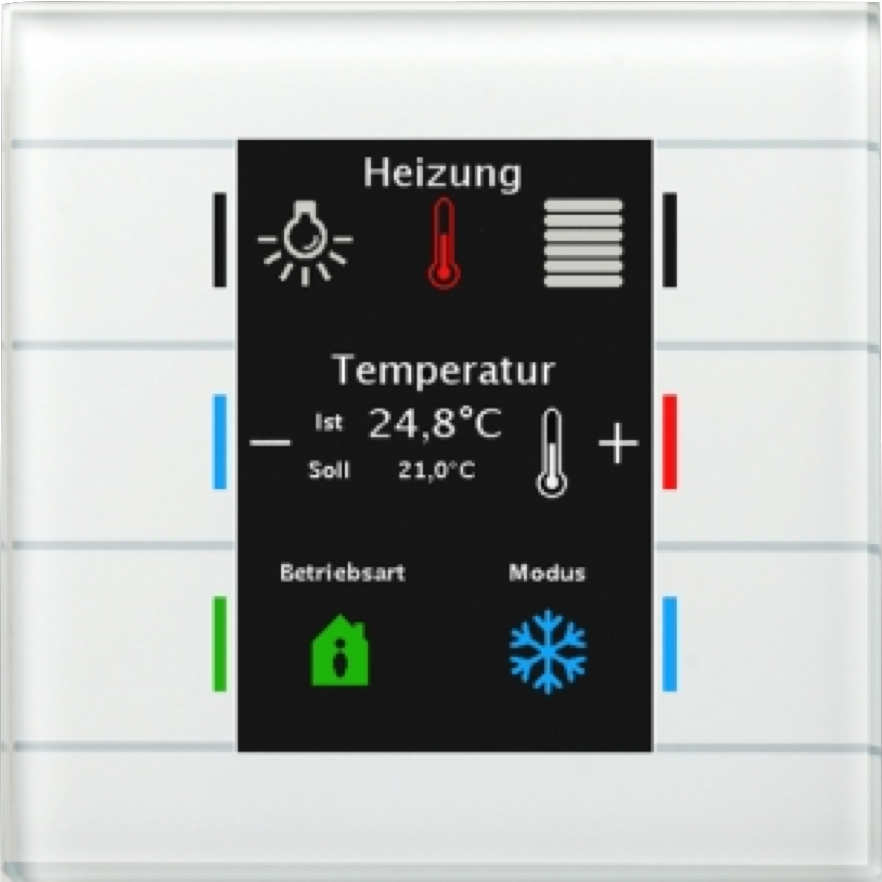 Heizung
Temperatur
Ist 24,8°C
− Soll 21,0°C +
Betriebsart Modus